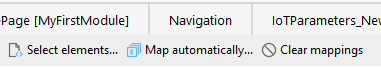 Page [MyFirstModule] Navigation IoTParameters_New
Select elements... Map automatically... Clear mappings